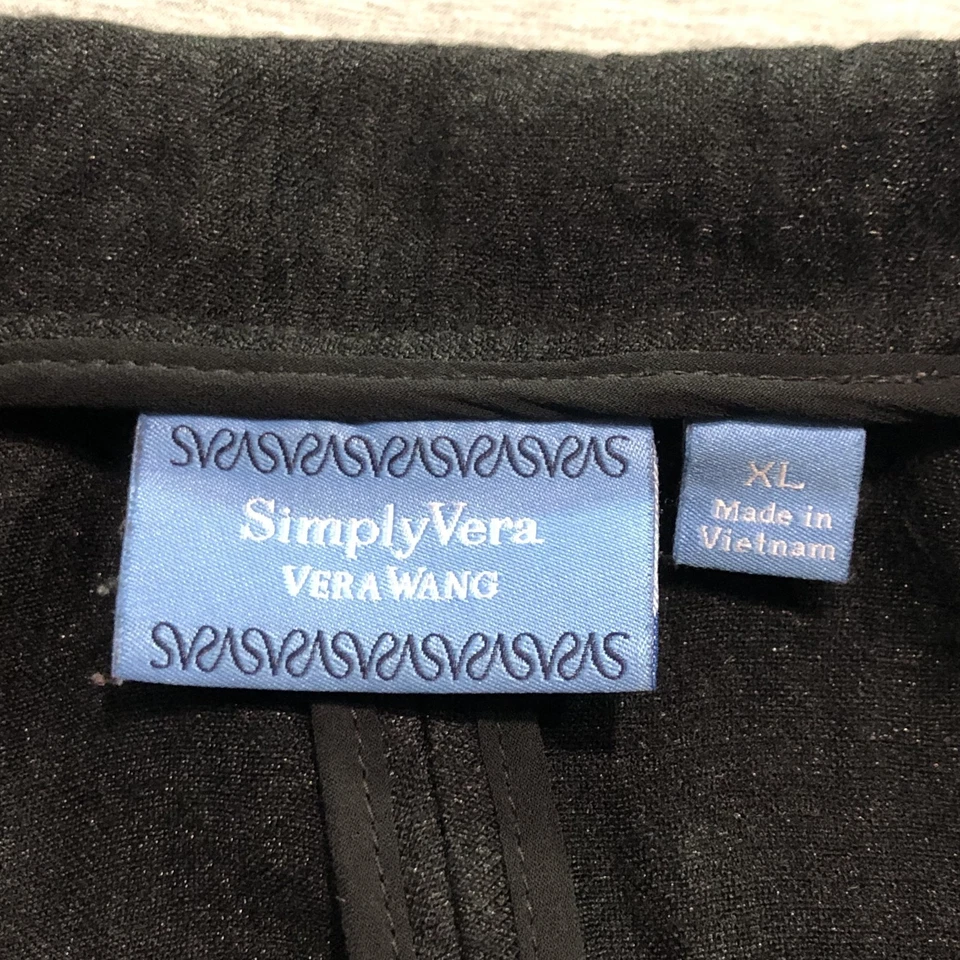 SimplyVera
VERA WANG
XL
Made in
Vietnam